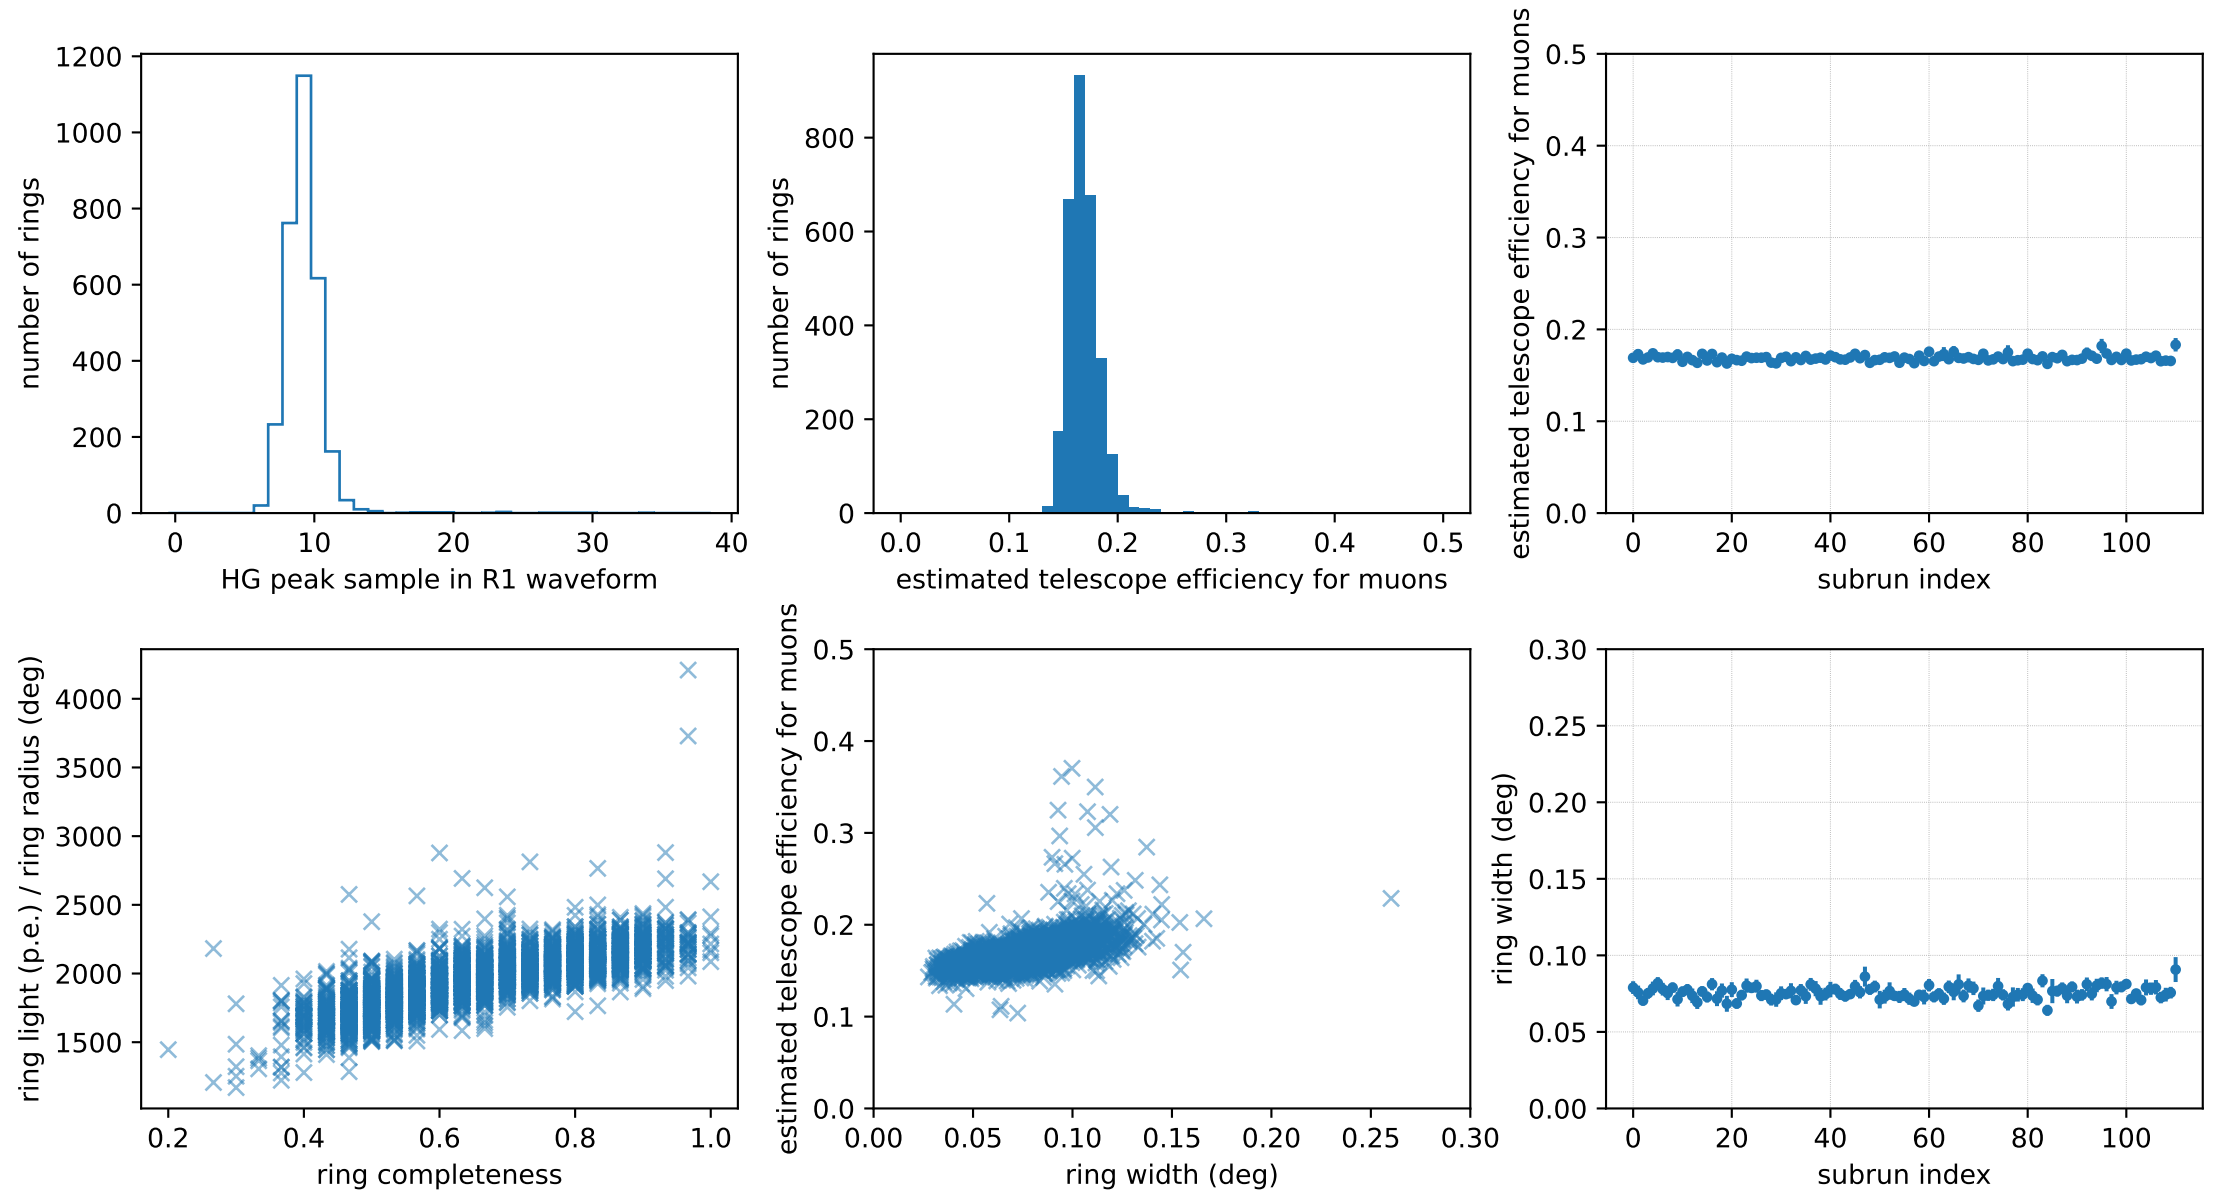 1200
1000
800
600
400
200
0
number of rings
0 10 20 30 40
HG peak sample in R1 waveform
800
600
400
200
0
number of rings
0.0 0.1 0.2 0.3 0.4 0.5
estimated telescope efficiency for muons
0.5
0.4
0.3
0.2
0.1
0.0
estimated telescope efficiency for muons
0 20 40 60 80 100
subrun index
4000
3500
3000
2500
2000
1500
ring light (p.e.) / ring radius (deg)
0.2 0.4 0.6 0.8 1.0
ring completeness
0.5
0.4
0.3
0.2
0.1
0.0
estimated telescope efficiency for muons
0.00 0.05 0.10 0.15 0.20 0.25 0.30
ring width (deg)
0.30
0.25
0.20
0.15
0.10
0.05
0.00
ring width (deg)
0 20 40 60 80 100
subrun index